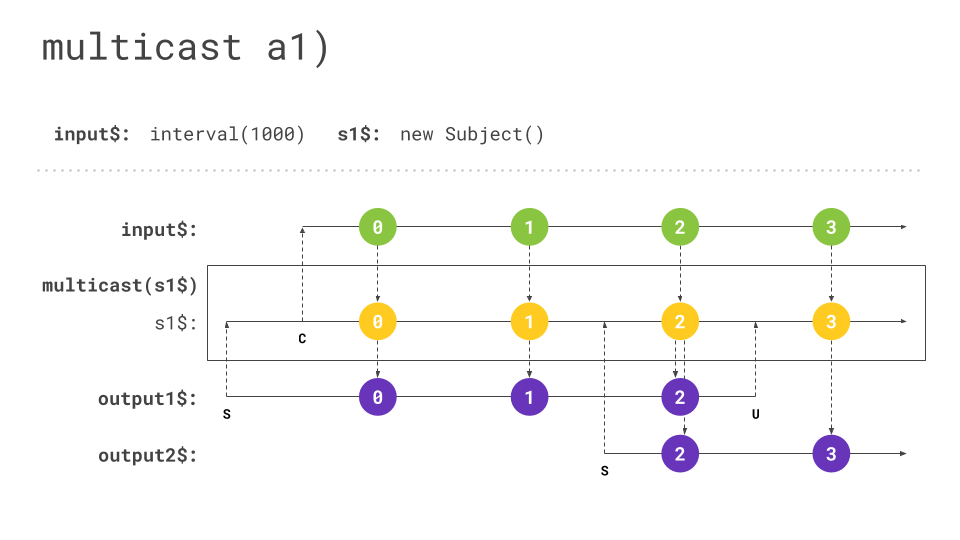 multicast a1)
input$: interval(1000) s1$: new Subject()
input$: 0 1 2 3
multicast(s1$)
s1$: 0 1 2 3
C
output1$: 0 1 2
S U
output2$: 2 3
S